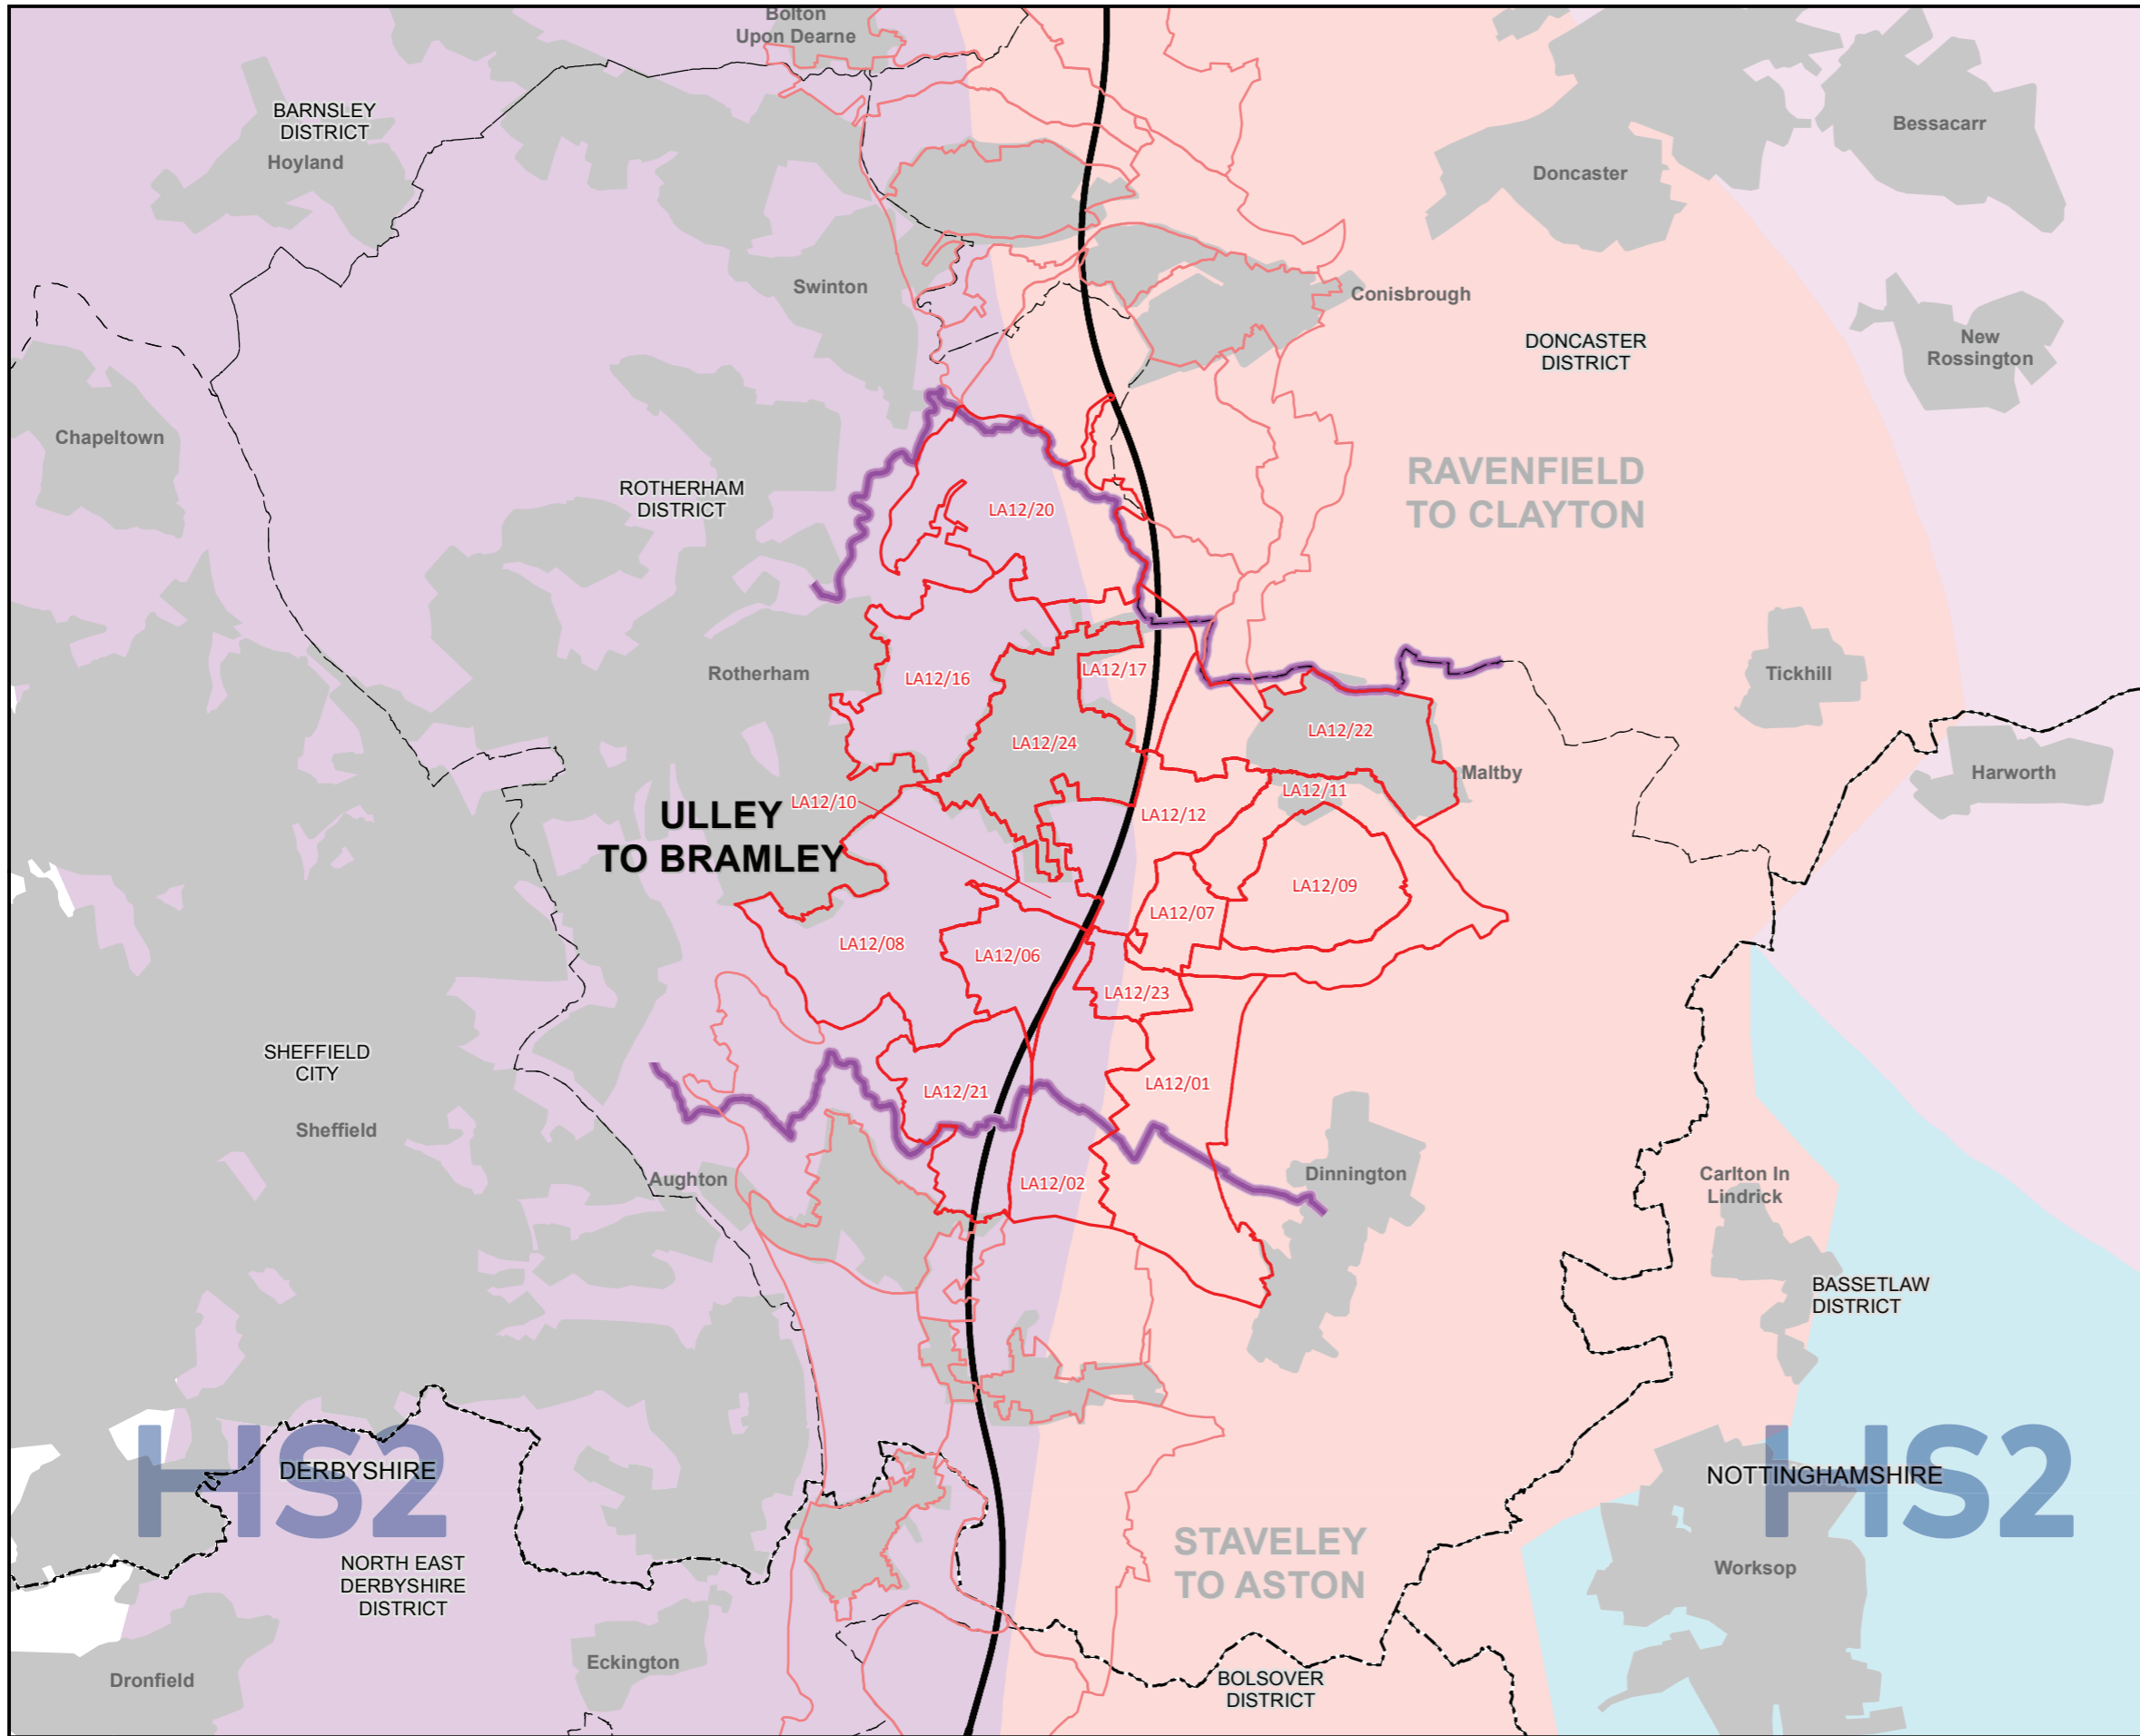 Bolton
Upon Dearne
BARNSLEY
DISTRICT
Hoyland
Bessacarr
Doncaster
Swinton
Conisbrough
New
Rossington
DONCASTER
DISTRICT
Chapeltown
ROTHERHAM
DISTRICT
RAVENFIELD
TO CLAYTON
LA12/20
Rotherham
LA12/16
LA12/17
Tickhill
LA12/22
LA12/24
Maltby
Harworth
LA12/11
LA12/10
LA12/12
ULLEY
TO BRAMLEY
LA12/09
LA12/07
LA12/08
LA12/06
LA12/23
SHEFFIELD
CITY
LA12/21
LA12/01
Sheffield
Aughton
LA12/02
Dinnington
Carlton In
Lindrick
BASSETLAW
DISTRICT
HS2
DERBYSHIRE
NOTTINGHAMSHIRE
HS2
STAVELEY
TO ASTON
Worksop
NORTH EAST
DERBYSHIRE
DISTRICT
Eckington
Dronfield
BOLSOVER
DISTRICT